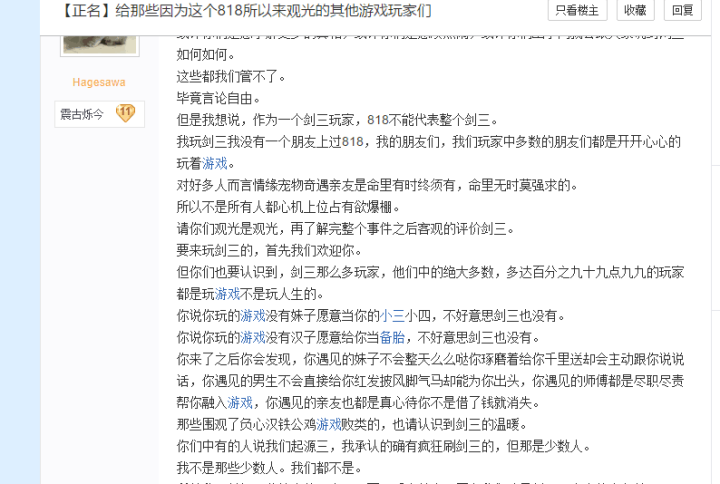 【正名】给那些因为这个818所以来观光的其他游戏玩家们
只看楼主
收藏
回复
Hagesawa
震古烁今 11
如何如何。
这些都我们管不了。
毕竟言论自由。
但是我想说，作为一个剑三玩家，818不能代表整个剑三。
我玩剑三我没有一个朋友上过818，我的朋友们，我们玩家中多数的朋友们都是开开心心的
玩着游戏。
对好多人而言情缘宠物奇遇亲友是命里有时终须有，命里无时莫强求的。
所以不是所有人都心机上位占有欲爆棚。
请你们观光是观光，再了解完整个事件之后客观的评价剑三。
要来玩剑三的，首先我们欢迎你。
但你们也要认识到，剑三那么多玩家，他们中的绝大多数，多达百分之九十九点九九的玩家
都是玩游戏不是玩人生的。
你说你玩的游戏没有妹子愿意当你的小三小四，不好意思剑三也没有。
你说你玩的游戏没有汉子愿意给你当备胎，不好意思剑三也没有。
你来了之后你会发现，你遇见的妹子不会整天么么哒你琢磨着给你千里送却会主动跟你说说
话，你遇见的男生不会直接给你红发披风脚气马却能为你出头，你遇见的师傅都是尽职尽责
帮你融入游戏，你遇见的亲友也都是真心待你不是借了钱就消失。
那些围观了负心汉铁公鸡游戏败类的，也请认识到剑三的温暖。
你们中有的人说我们起源三，我承认的确有疯狂刷剑三的，但那是少数人。
我不是那些少数人。我们都不是。